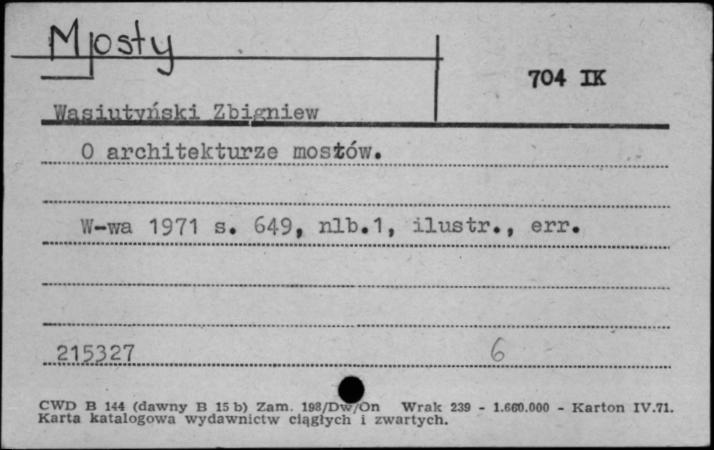 Mosty
704 IK
Wasiutyński Zbigniew
O architekturze mostów.
W-wa 1971 s. 649, nlb.1, ilustr., err.
215327 6
CWD B 144 (dawny B 15 b) Zam. 198/Dw/On Wrak 239 - 1.660.000 - Karton IV.71.
Karta katalogowa wydawnictw ciągłych i zwartych.